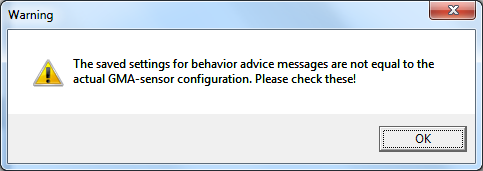 Warning
The saved settings for behavior advice messages are not equal to the
actual GMA-sensor configuration. Please check these!
OK